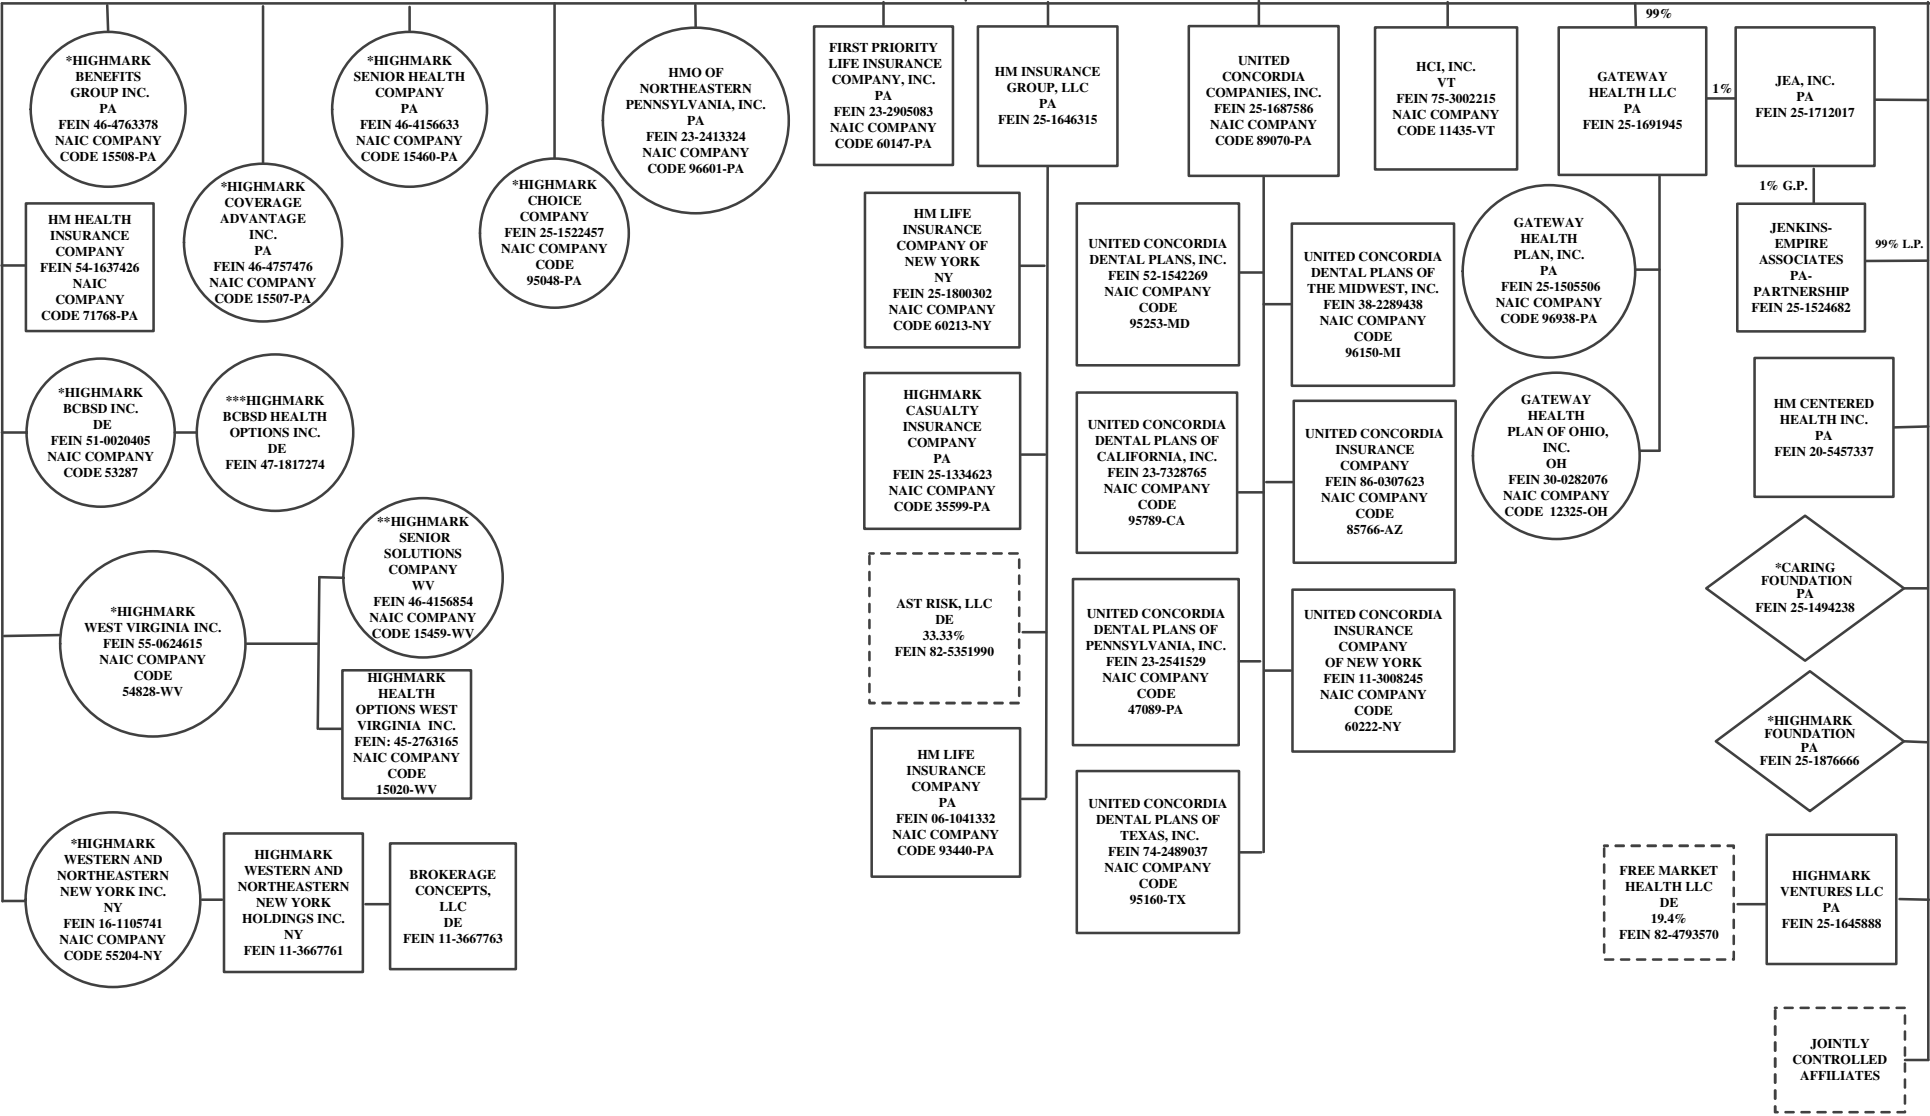 99%
*HIGHMARK
BENEFITS
GROUP INC.
PA
FEIN 46-4763378
NAIC COMPANY
CODE 15508-PA
*HIGHMARK
SENIOR HEALTH
COMPANY
PA
FEIN 46-4156633
NAIC COMPANY
CODE 15460-PA
HMO OF
NORTHEASTERN
PENNSYLVANIA, INC.
PA
FEIN 23-2413324
NAIC COMPANY
CODE 96601-PA
FIRST PRIORITY
LIFE INSURANCE
COMPANY, INC.
PA
FEIN 23-2905083
NAIC COMPANY
CODE 60147-PA
HM INSURANCE
GROUP, LLC
PA
FEIN 25-1646315
UNITED
CONCORDIA
COMPANIES, INC.
FEIN 25-1687586
NAIC COMPANY
CODE 89070-PA
HCI, INC.
VT
FEIN 75-3002215
NAIC COMPANY
CODE 11435-VT
GATEWAY
HEALTH LLC
PA
FEIN 25-1691945
1%
JEA, INC.
PA
FEIN 25-1712017
HM HEALTH
INSURANCE
COMPANY
FEIN 54-1637426
NAIC
COMPANY
CODE 71768-PA
*HIGHMARK
COVERAGE
ADVANTAGE
INC.
PA
FEIN 46-4757476
NAIC COMPANY
CODE 15507-PA
*HIGHMARK
CHOICE
COMPANY
FEIN 25-1522457
NAIC COMPANY
CODE
95048-PA
HM LIFE
INSURANCE
COMPANY OF
NEW YORK
NY
FEIN 25-1800302
NAIC COMPANY
CODE 60213-NY
UNITED CONCORDIA
DENTAL PLANS, INC.
FEIN 52-1542269
NAIC COMPANY
CODE
95253-MD
UNITED CONCORDIA
DENTAL PLANS OF
THE MIDWEST, INC.
FEIN 38-2289438
NAIC COMPANY
CODE
96150-MI
GATEWAY
HEALTH
PLAN, INC.
PA
FEIN 25-1505506
NAIC COMPANY
CODE 96938-PA
1% G.P.
JENKINS-
EMPIRE
ASSOCIATES
PA-
PARTNERSHIP
FEIN 25-1524682
99% L.P.
*HIGHMARK
BCBSD INC.
DE
FEIN 51-0020405
NAIC COMPANY
CODE 53287
***HIGHMARK
BCBSD HEALTH
OPTIONS INC.
DE
FEIN 47-1817274
HIGHMARK
CASUALTY
INSURANCE
COMPANY
PA
FEIN 25-1334623
NAIC COMPANY
CODE 35599-PA
UNITED CONCORDIA
DENTAL PLANS OF
CALIFORNIA, INC.
FEIN 23-7328765
NAIC COMPANY
CODE
95789-CA
UNITED CONCORDIA
INSURANCE
COMPANY
FEIN 86-0307623
NAIC COMPANY
CODE
85766-AZ
GATEWAY
HEALTH
PLAN OF OHIO,
INC.
OH
FEIN 30-0282076
NAIC COMPANY
CODE 12325-OH
HM CENTERED
HEALTH INC.
PA
FEIN 20-5457337
*HIGHMARK
WEST VIRGINIA INC.
FEIN 55-0624615
NAIC COMPANY
CODE
54828-WV
**HIGHMARK
SENIOR
SOLUTIONS
COMPANY
WV
FEIN 46-4156854
NAIC COMPANY
CODE 15459-WV
HIGHMARK
HEALTH
OPTIONS WEST
VIRGINIA INC.
FEIN: 45-2763165
NAIC COMPANY
CODE
15020-WV
AST RISK, LLC
DE
33.33%
FEIN 82-5351990
UNITED CONCORDIA
DENTAL PLANS OF
PENNSYLVANIA, INC.
FEIN 23-2541529
NAIC COMPANY
CODE
47089-PA
UNITED CONCORDIA
INSURANCE
COMPANY
OF NEW YORK
FEIN 11-3008245
NAIC COMPANY
CODE
60222-NY
*CARING
FOUNDATION
PA
FEIN 25-1494238
*HIGHMARK
FOUNDATION
PA
FEIN 25-1876666
HM LIFE
INSURANCE
COMPANY
PA
FEIN 06-1041332
NAIC COMPANY
CODE 93440-PA
UNITED CONCORDIA
DENTAL PLANS OF
TEXAS, INC.
FEIN 74-2489037
NAIC COMPANY
CODE
95160-TX
*HIGHMARK
WESTERN AND
NORTHEASTERN
NEW YORK INC.
NY
FEIN 16-1105741
NAIC COMPANY
CODE 55204-NY
HIGHMARK
WESTERN AND
NORTHEASTERN
NEW YORK
HOLDINGS INC.
NY
FEIN 11-3667761
BROKERAGE
CONCEPTS,
LLC
DE
FEIN 11-3667763
FREE MARKET
HEALTH LLC
DE
19.4%
FEIN 82-4793570
HIGHMARK
VENTURES LLC
PA
FEIN 25-1645888
JOINTLY
CONTROLLED
AFFILIATES